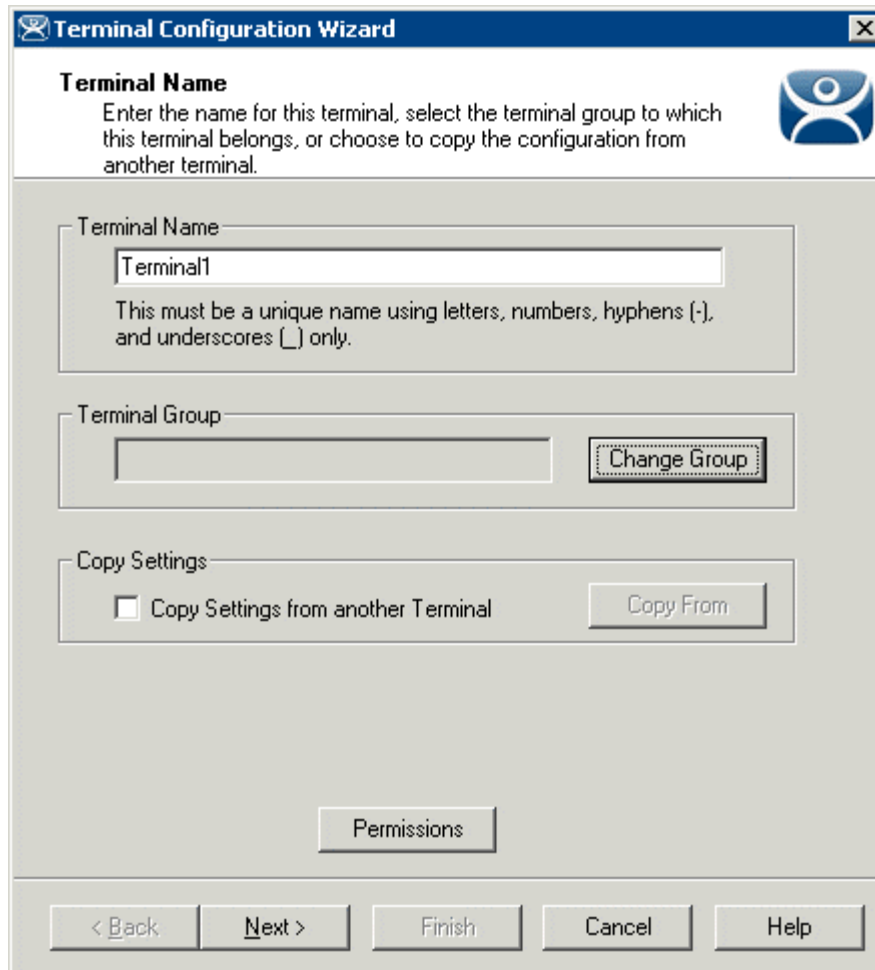 Terminal Configuration Wizard
Terminal Name
Enter the name for this terminal, select the terminal group to which
this terminal belongs, or choose to copy the configuration from
another terminal.
Terminal Name
Terminal1
This must be a unique name using letters, numbers, hyphens (-),
and underscores (_) only.
Terminal Group
Change Group
Copy Settings
Copy Settings from another Terminal
Copy From
Permissions
< Back
Next >
Finish
Cancel
Help